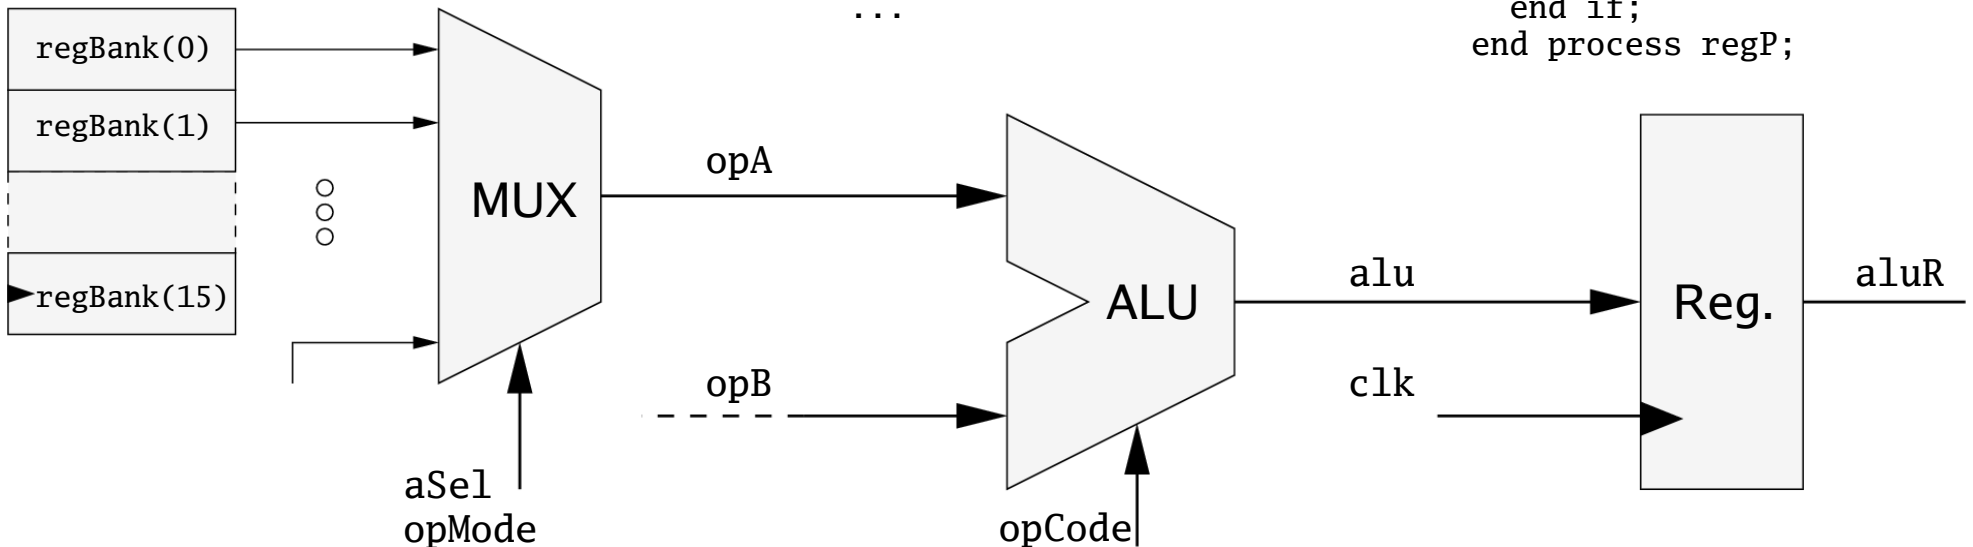 ...
end if;
end process regP;
regBank(0)
regBank(1)
regBank(15)
MUX
opA
opB
aSel
opMode
ALU
opCode
alu
clk
Reg.
aluR